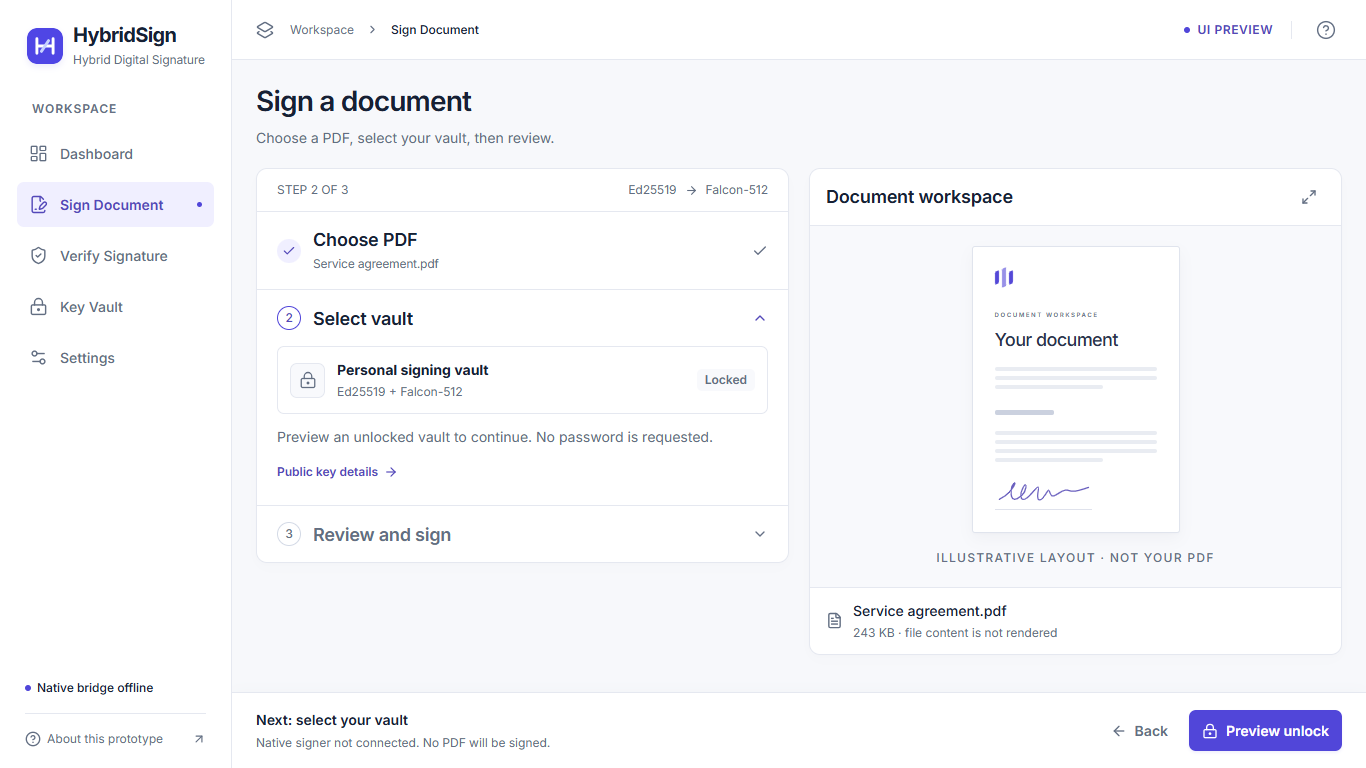 HybridSign
Hybrid Digital Signature
WORKSPACE
Dashboard
Sign Document
Verify Signature
Key Vault
Settings
Native bridge offline
About this prototype
Workspace
Sign Document
UI PREVIEW
Sign a document
Choose a PDF, select your vault, then review.
STEP 2 OF 3
Ed25519 → Falcon-512
Choose PDF
Service agreement.pdf
2
Select vault
Personal signing vault
Ed25519 + Falcon-512
Locked
Preview an unlocked vault to continue. No password is requested.
Public key details →
3
Review and sign
Document workspace
DOCUMENT WORKSPACE
Your document
ILLUSTRATIVE LAYOUT · NOT YOUR PDF
Service agreement.pdf
243 KB · file content is not rendered
Next: select your vault
Native signer not connected. No PDF will be signed.
← Back
Preview unlock